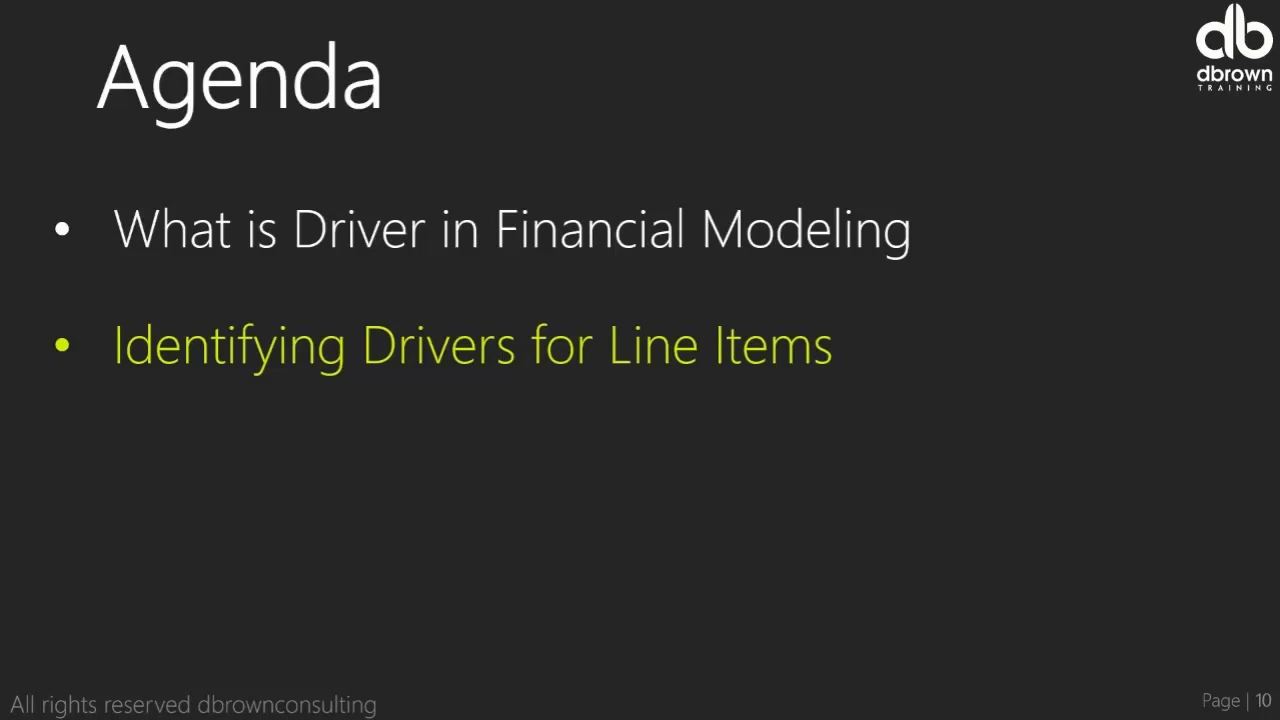 Agenda
db
dbrown
TRAINING
• What is Driver in Financial Modeling
• Identifying Drivers for Line Items
All rights reserved dbrownconsulting
Page | 10